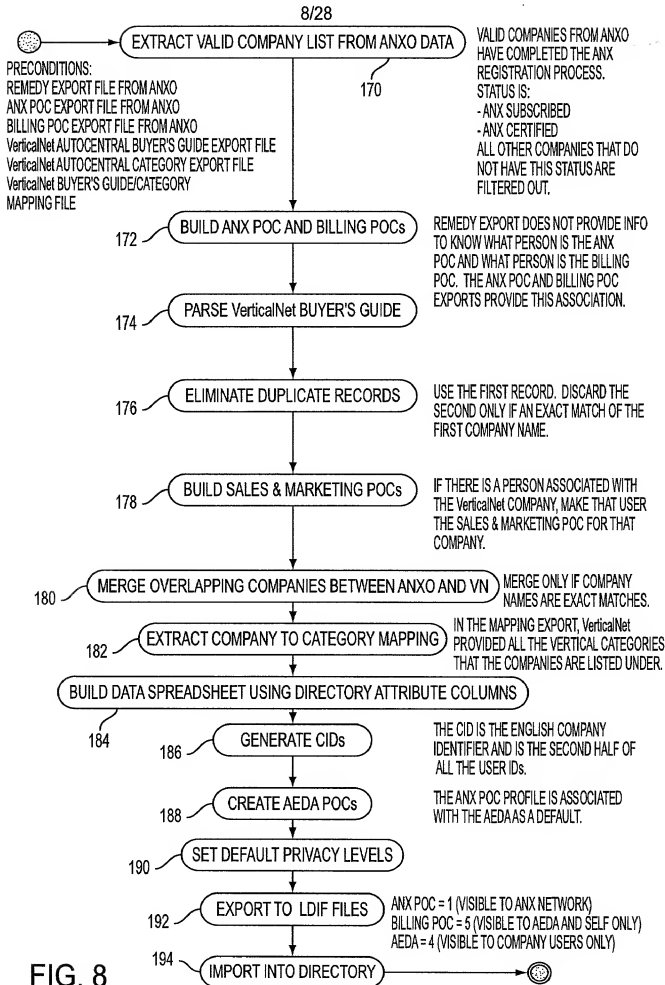 8/28
EXTRACT VALID COMPANY LIST FROM ANXO DATA
170
VALID COMPANIES FROM ANXO
HAVE COMPLETED THE ANX
REGISTRATION PROCESS.
STATUS IS:
- ANX SUBSCRIBED
- ANX CERTIFIED
ALL OTHER COMPANIES THAT DO
NOT HAVE THIS STATUS ARE
FILTERED OUT.
PRECONDITIONS:
REMEDY EXPORT FILE FROM ANXO
ANX POC EXPORT FILE FROM ANXO
BILLING POC EXPORT FILE FROM ANXO
VerticalNet AUTOCENTRAL BUYER'S GUIDE EXPORT FILE
VerticalNet AUTOCENTRAL CATEGORY EXPORT FILE
VerticalNet BUYER'S GUIDE/CATEGORY
MAPPING FILE
172
BUILD ANX POC AND BILLING POCs
REMEDY EXPORT DOES NOT PROVIDE INFO
TO KNOW WHAT PERSON IS THE ANX
POC AND WHAT PERSON IS THE BILLING
POC. THE ANX POC AND BILLING POC
EXPORTS PROVIDE THIS ASSOCIATION.
174
PARSE VerticalNet BUYER'S GUIDE
176
ELIMINATE DUPLICATE RECORDS
USE THE FIRST RECORD. DISCARD THE
SECOND ONLY IF AN EXACT MATCH OF THE
FIRST COMPANY NAME.
178
BUILD SALES & MARKETING POCs
IF THERE IS A PERSON ASSOCIATED WITH
THE VerticalNet COMPANY, MAKE THAT USER
THE SALES & MARKETING POC FOR THAT
COMPANY.
180
MERGE OVERLAPPING COMPANIES BETWEEN ANXO AND VN
MERGE ONLY IF COMPANY
NAMES ARE EXACT MATCHES.
182
EXTRACT COMPANY TO CATEGORY MAPPING
IN THE MAPPING EXPORT, VerticalNet
PROVIDED ALL THE VERTICAL CATEGORIES
THAT THE COMPANIES ARE LISTED UNDER.
BUILD DATA SPREADSHEET USING DIRECTORY ATTRIBUTE COLUMNS
184
186
GENERATE CIDs
THE CID IS THE ENGLISH COMPANY
IDENTIFIER AND IS THE SECOND HALF OF
ALL THE USER IDs.
188
CREATE AEDA POCs
THE ANX POC PROFILE IS ASSOCIATED
WITH THE AEDA AS A DEFAULT.
190
SET DEFAULT PRIVACY LEVELS
192
EXPORT TO LDIF FILES
ANX POC = 1 (VISIBLE TO ANX NETWORK)
BILLING POC = 5 (VISIBLE TO AEDA AND SELF ONLY)
AEDA = 4 (VISIBLE TO COMPANY USERS ONLY)
194
IMPORT INTO DIRECTORY
FIG. 8